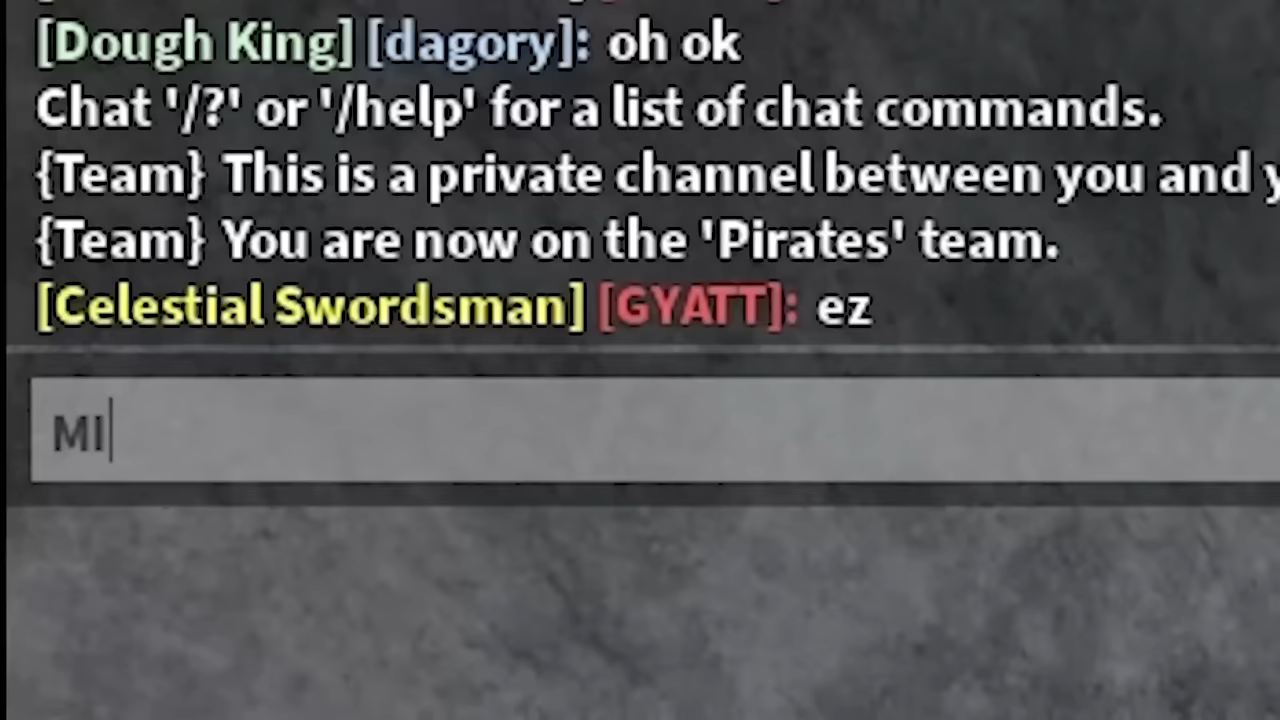 [Dough King] [dagory]: oh ok
Chat '/?' or '/help' for a list of chat commands.
{Team} This is a private channel between you and y
{Team} You are now on the 'Pirates' team.
[Celestial Swordsman] [GYATT]: ez
MI